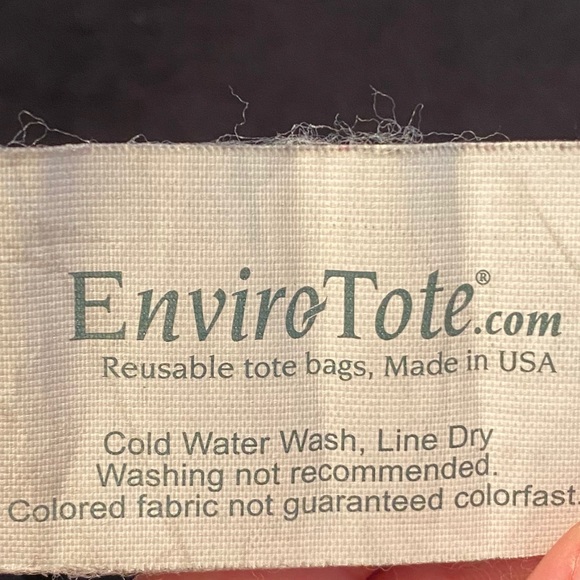 EnviroTote®.com
Reusable tote bags, Made in USA
Cold Water Wash, Line Dry
Washing not recommended.
Colored fabric not guaranteed colorfast.